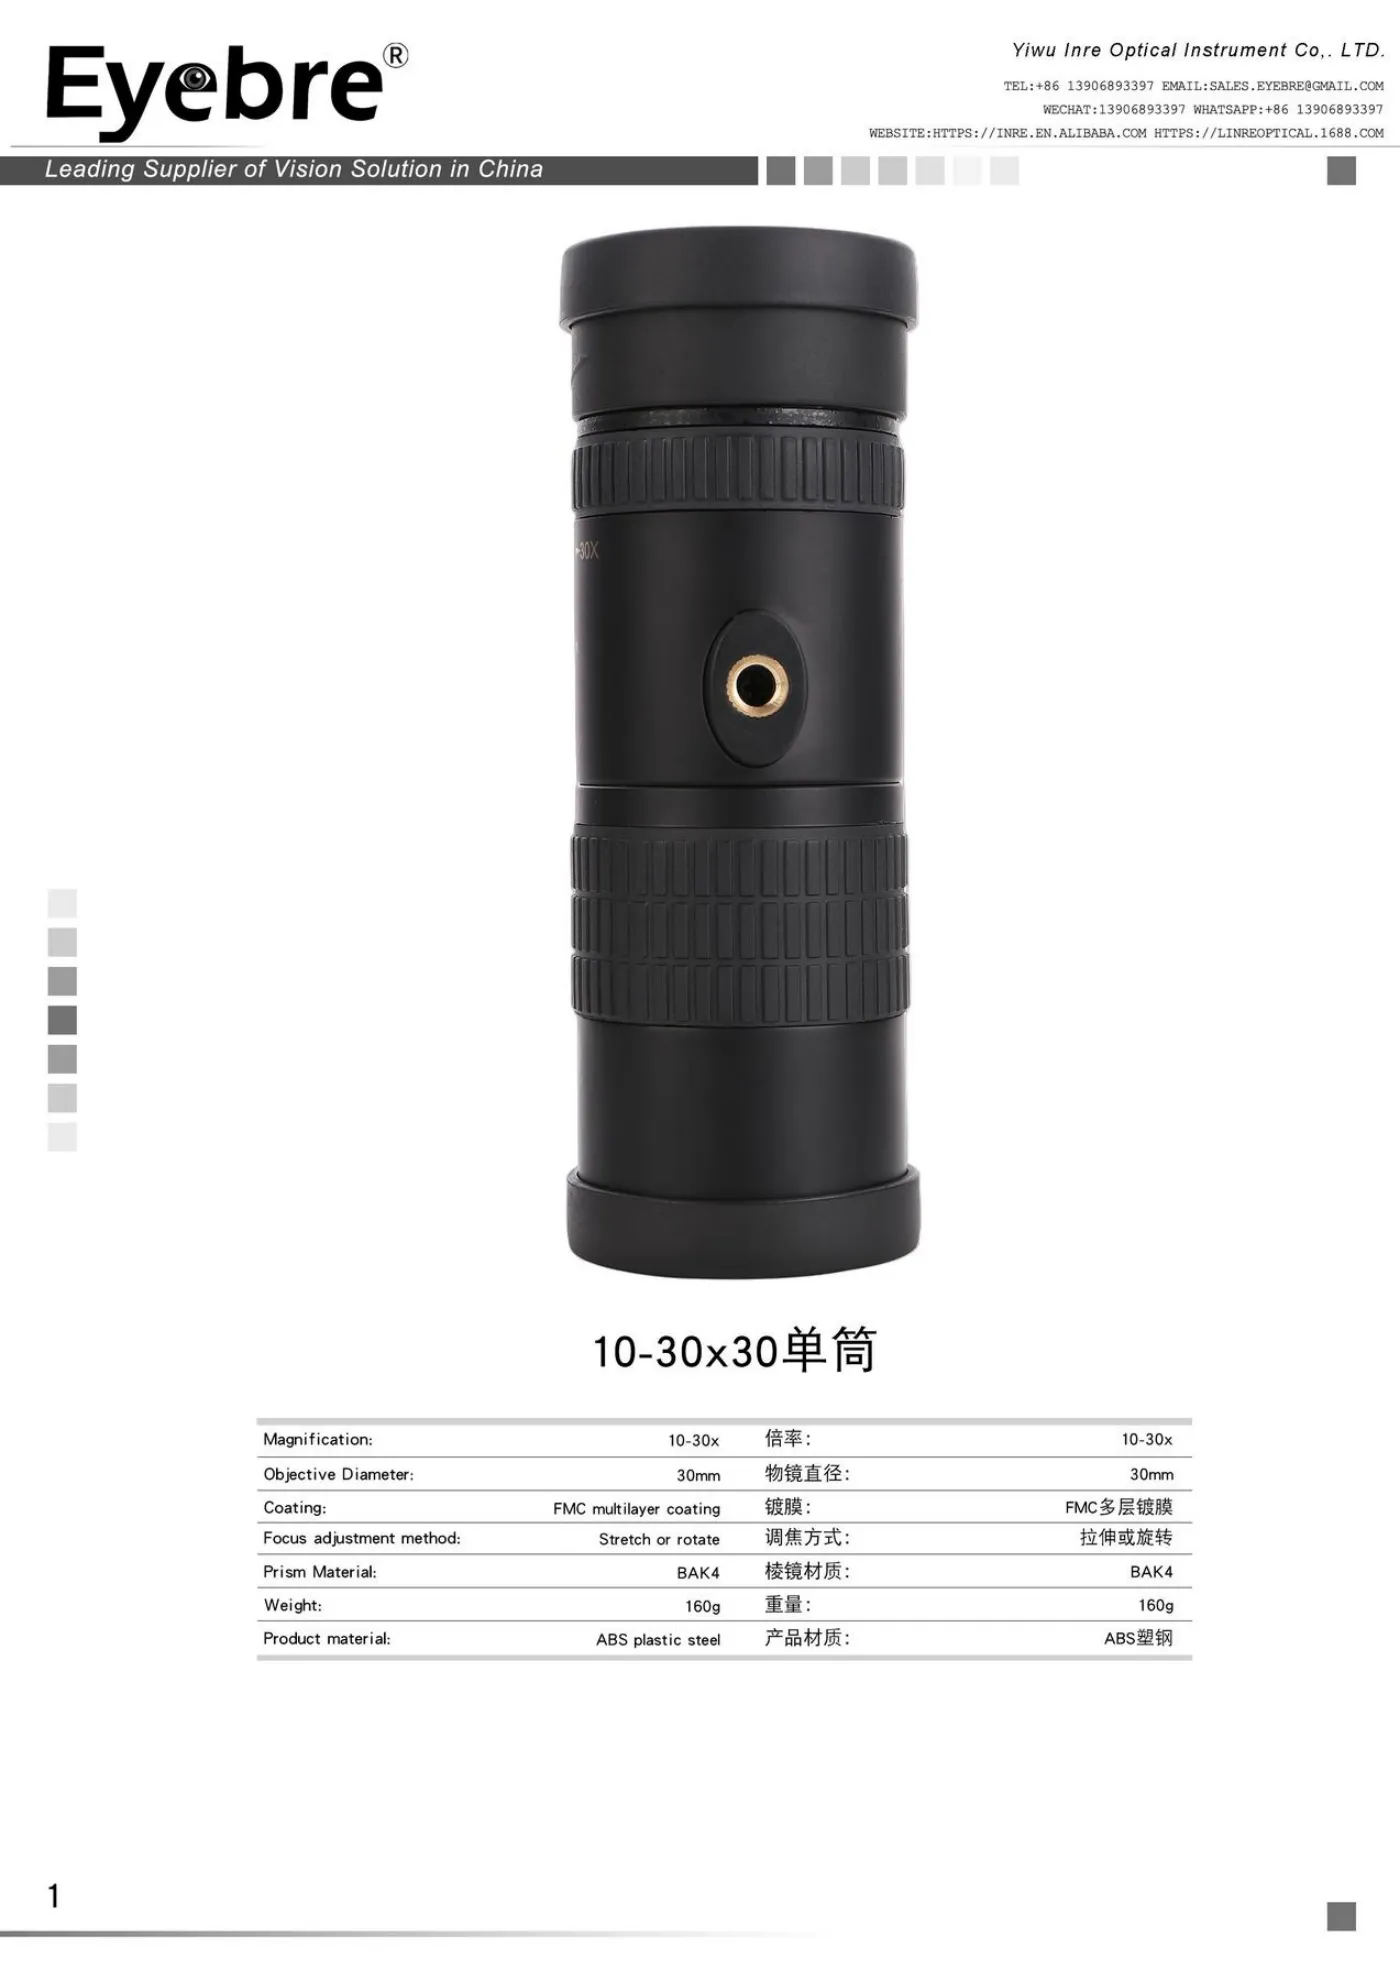 Eyebre®
Yiwu Inre Optical Instrument Co,. LTD.
TEL:+86 13906893397 EMAIL:SALES.EYEBRE@GMAIL.COM
WECHAT:13906893397 WHATSAPP:+86 13906893397
WEBSITE:HTTPS://INRE.EN.ALIBABA.COM HTTPS://LINREOPTICAL.1688.COM
Leading Supplier of Vision Solution in China
-30X
10-30x30单筒
Magnification: 10-30x 倍率: 10-30x
Objective Diameter: 30mm 物镜直径: 30mm
Coating: FMC multilayer coating 镀膜: FMC多层镀膜
Focus adjustment method: Stretch or rotate 调焦方式: 拉伸或旋转
Prism Material: BAK4 棱镜材质: BAK4
Weight: 160g 重量: 160g
Product material: ABS plastic steel 产品材质: ABS塑钢
1